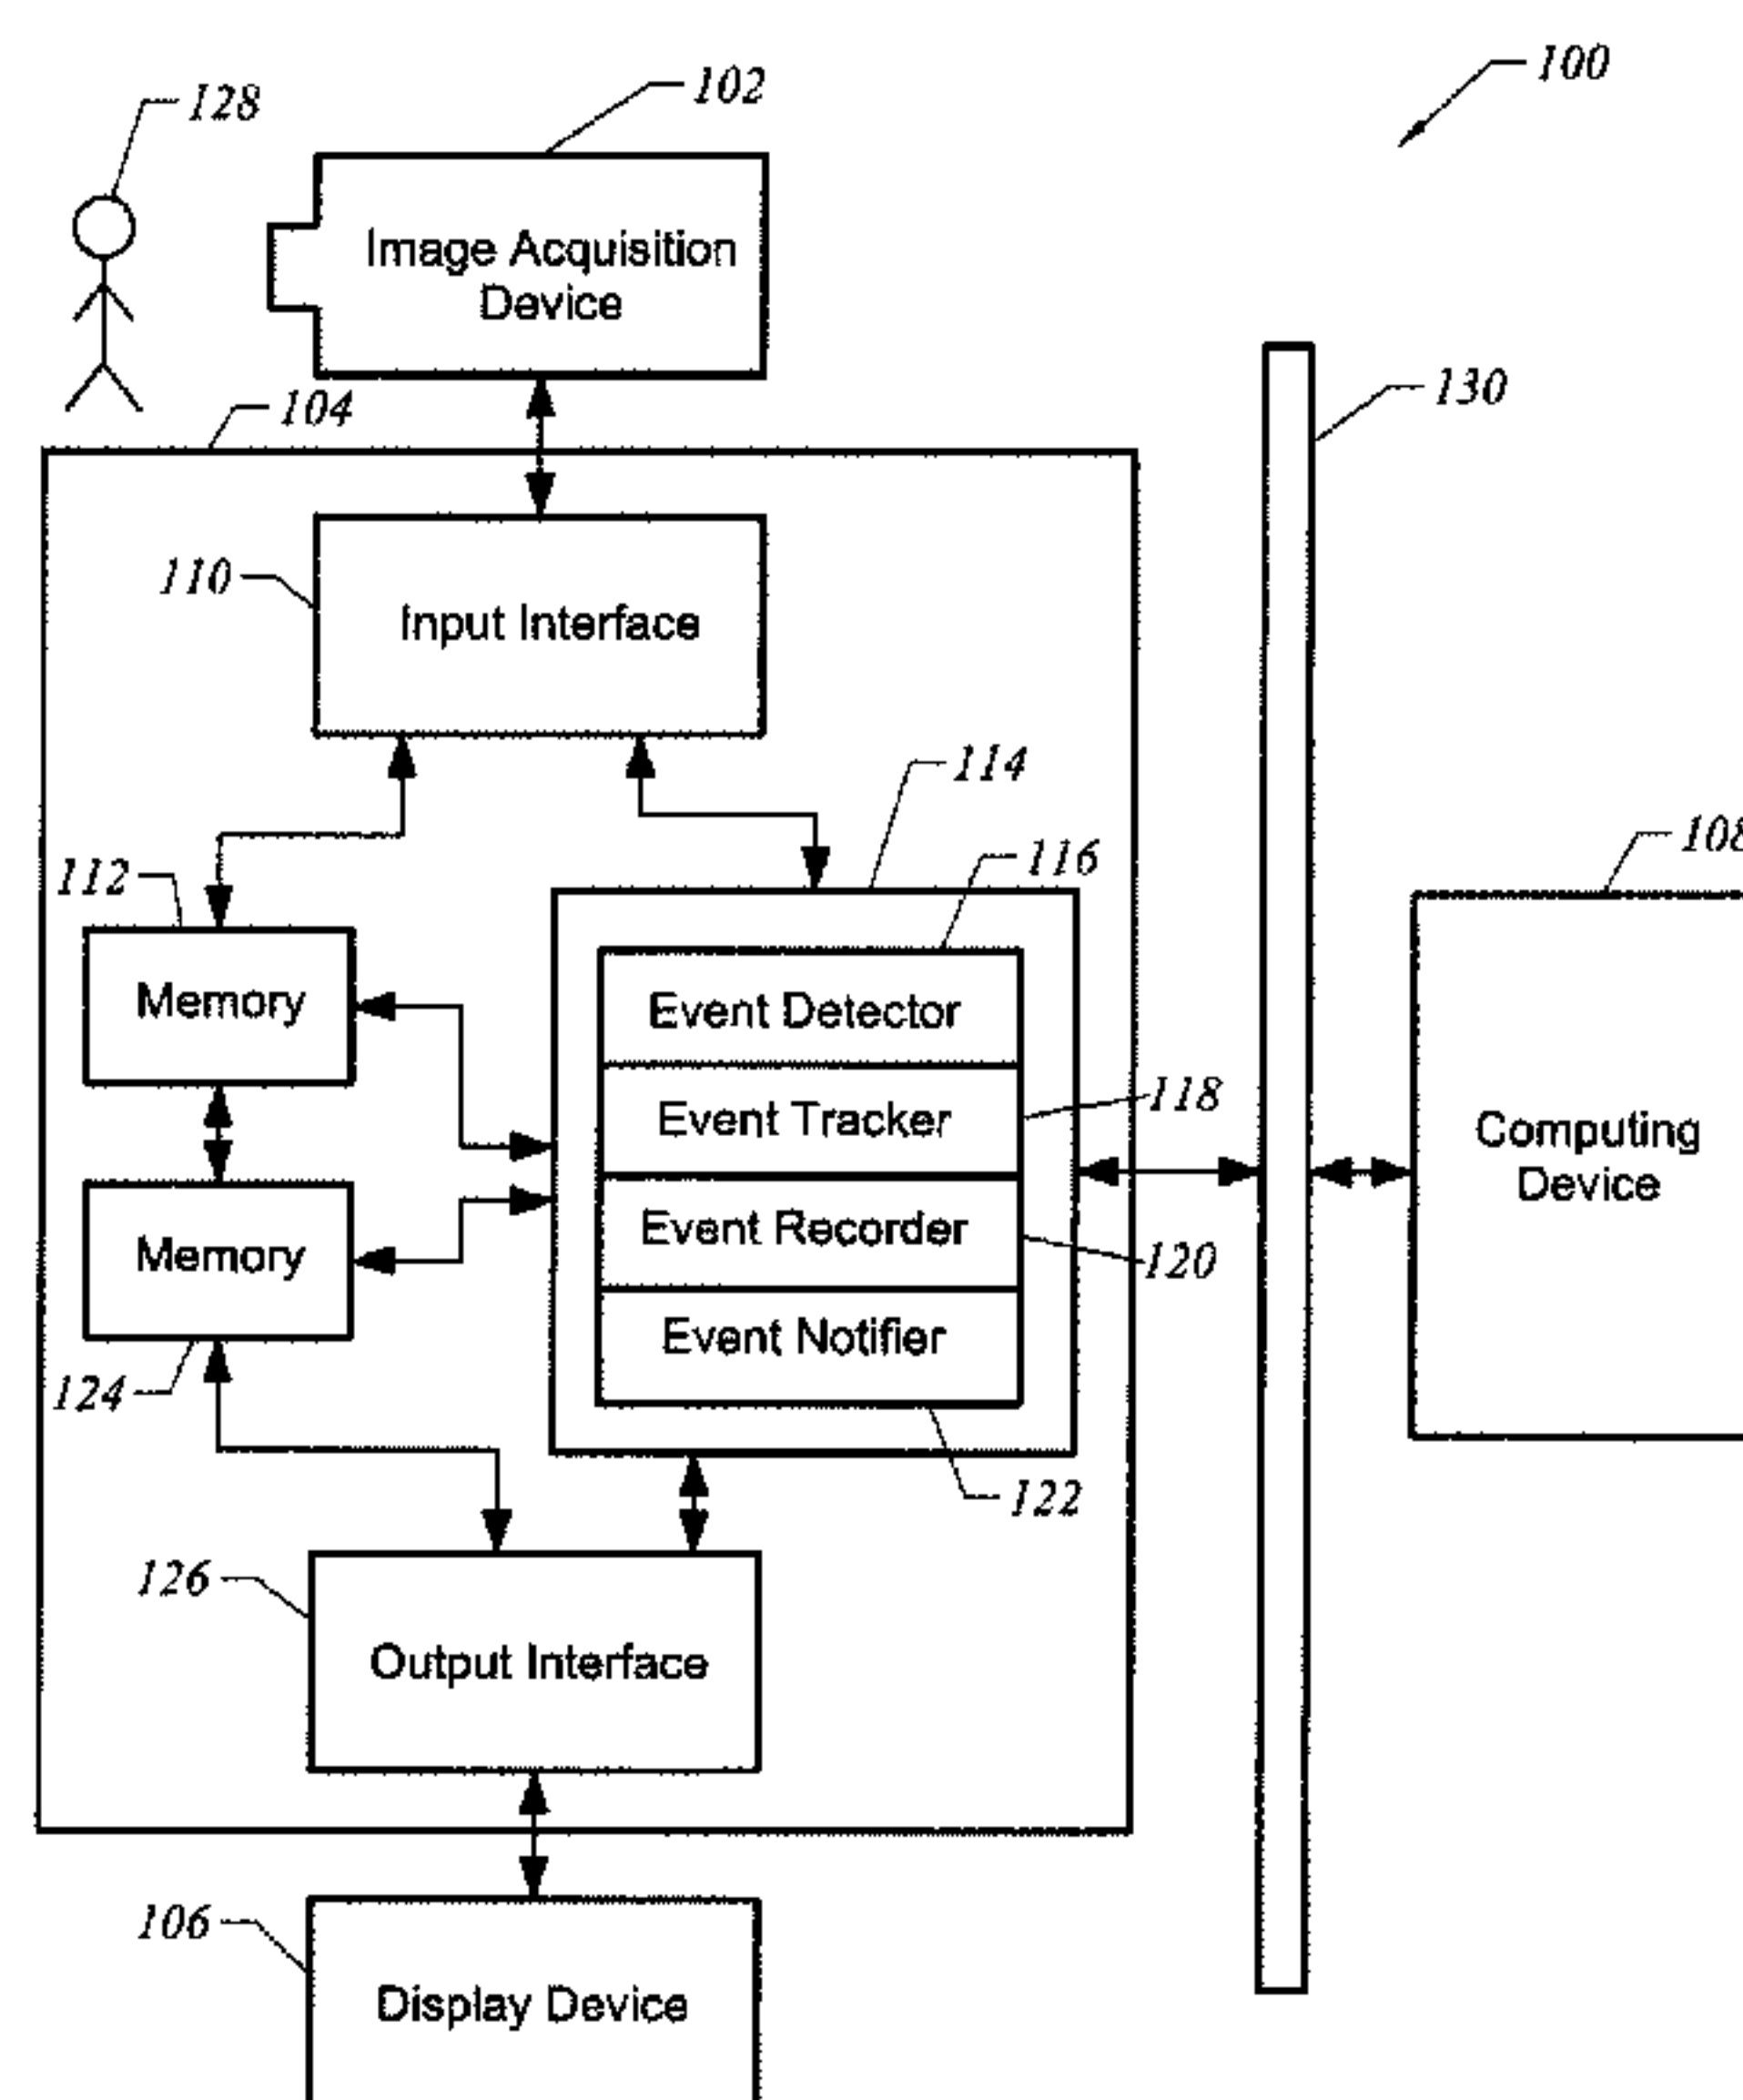 100
102
128
Image Acquisition
Device
130
104
110
Input Interface
114
108
116
112
Memory
Event Detector
118
Event Tracker
Computing
Device
Event Recorder
Memory
120
Event Notifier
124
122
126
Output Interface
106
Display Device